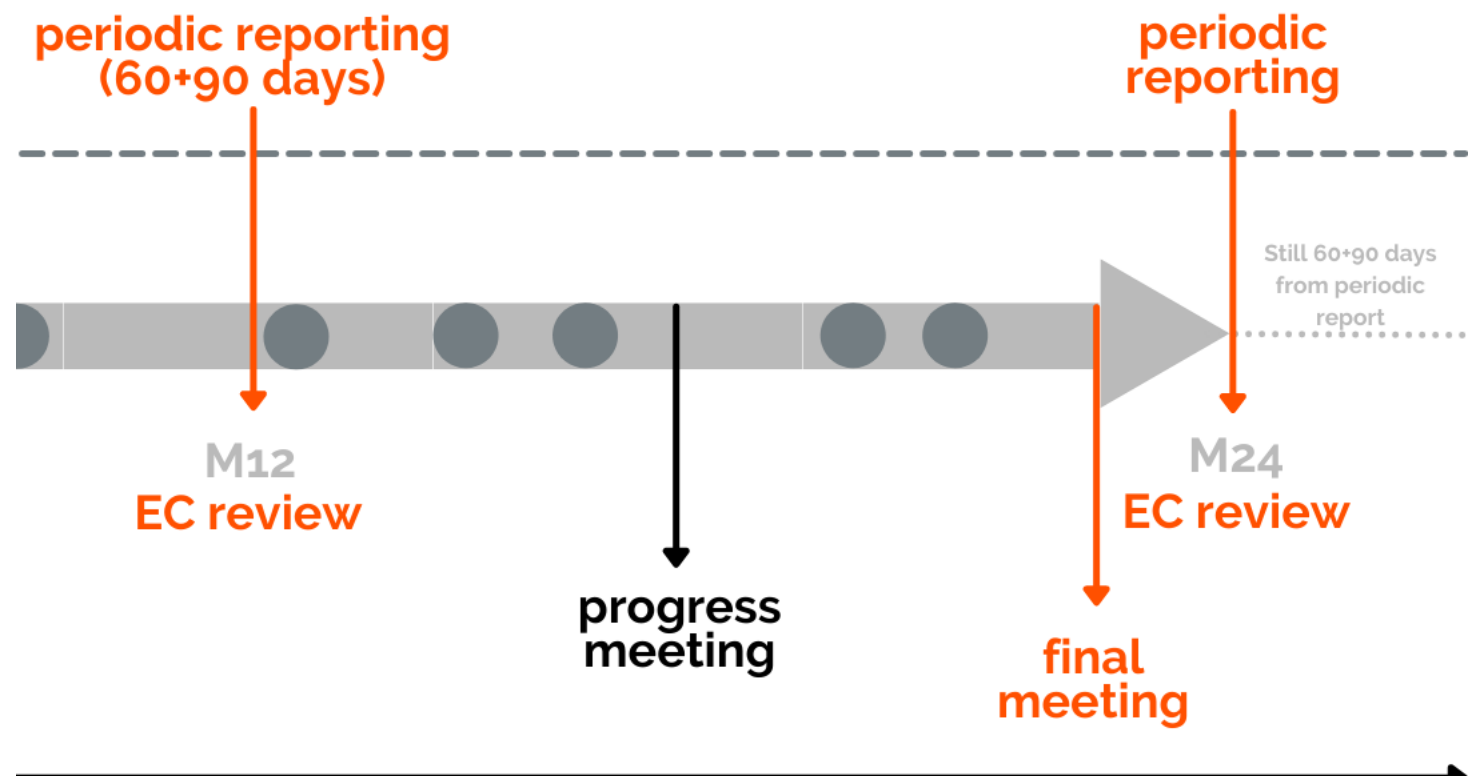 periodic reporting
(60+90 days)
periodic
reporting
Still 60+90 days
from periodic
report
M12
EC review
M24
EC review
progress
meeting
final
meeting